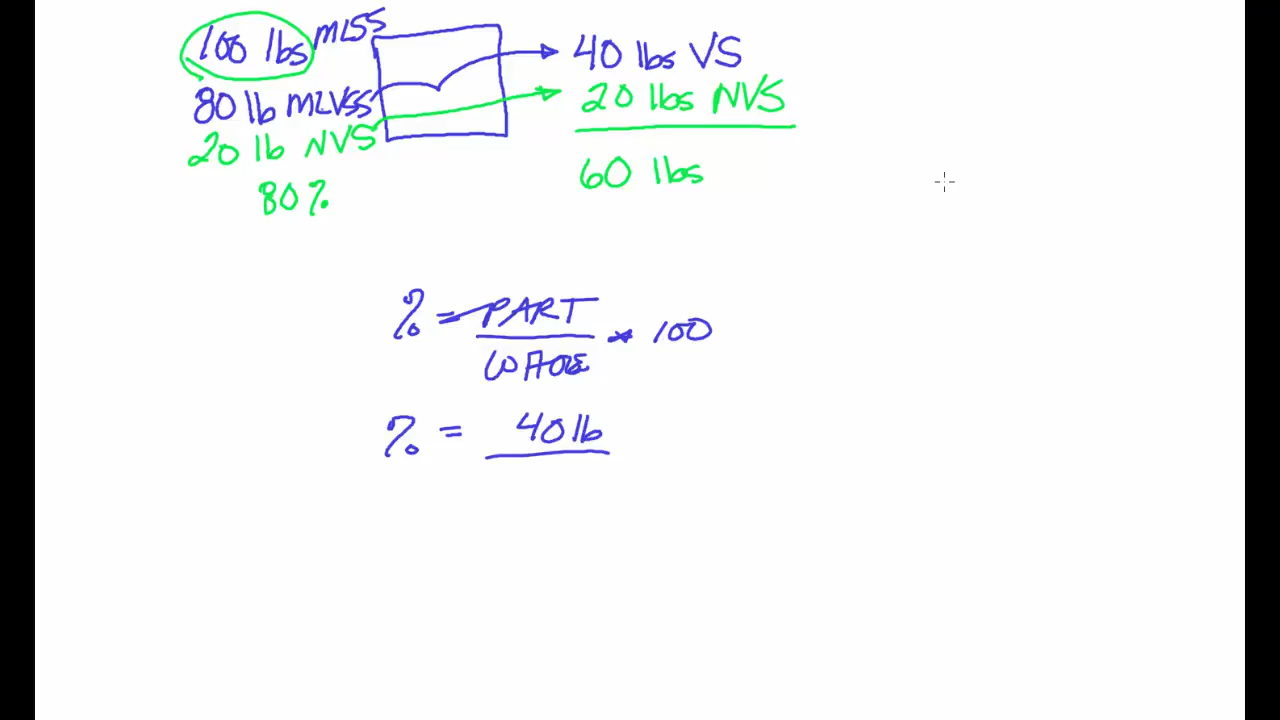 100 lbs MLSS
80 lb MLVSS
20 lb NVS
80%
40 lbs VS
20 lbs NVS
60 lbs
% = PART / WHOLE * 100
% = 40 lb